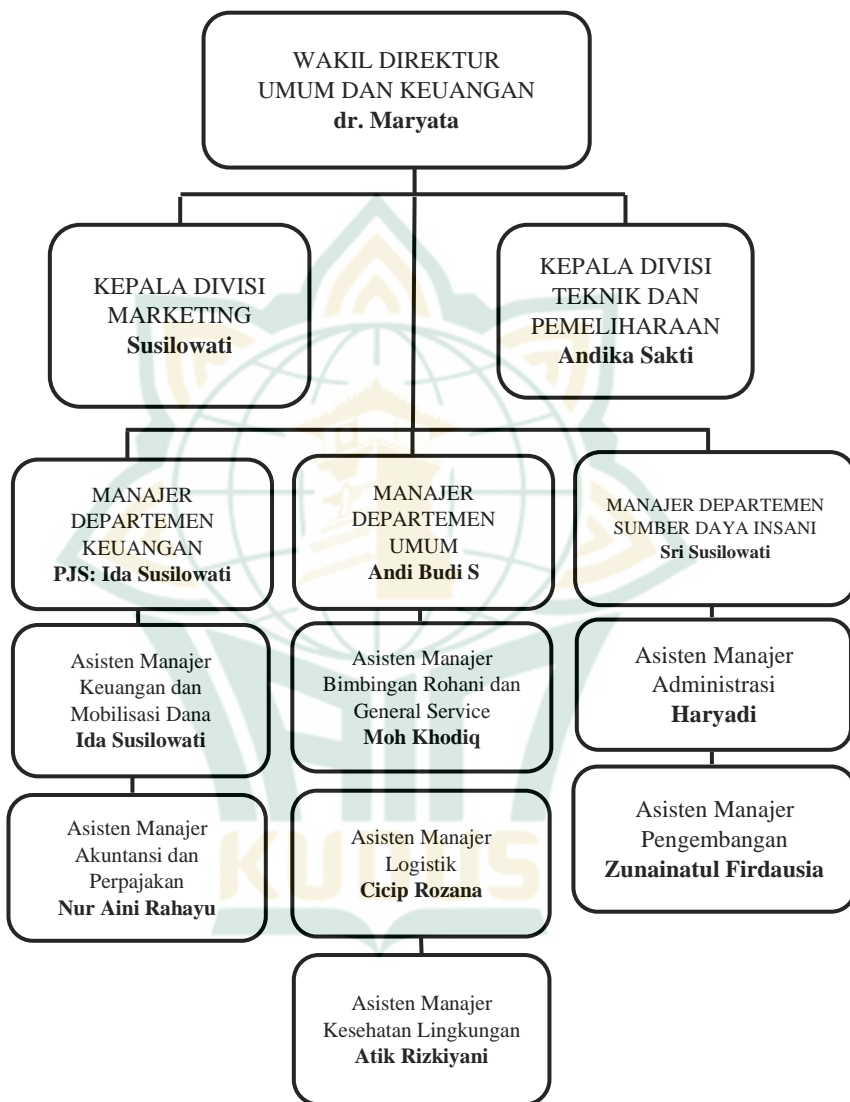 WAKIL DIREKTUR
UMUM DAN KEUANGAN
dr. Maryata
KEPALA DIVISI
MARKETING
Susilowati
KEPALA DIVISI
TEKNIK DAN
PEMELIHARAAN
Andika Sakti
MANAJER
DEPARTEMEN
KEUANGAN
PJS: Ida Susilowati
MANAJER
DEPARTEMEN
UMUM
Andi Budi S
MANAJER DEPARTEMEN
SUMBER DAYA INSANI
Sri Susilowati
Asisten Manajer
Keuangan dan
Mobilisasi Dana
Ida Susilowati
Asisten Manajer
Bimbingan Rohani dan
General Service
Moh Khodiq
Asisten Manajer
Administrasi
Haryadi
Asisten Manajer
Akuntansi dan
Perpajakan
Nur Aini Rahayu
Asisten Manajer
Logistik
Cicip Rozana
Asisten Manajer
Pengembangan
Zunainatul Firdausia
KUDUS
Asisten Manajer
Kesehatan Lingkungan
Atik Rizkiyani